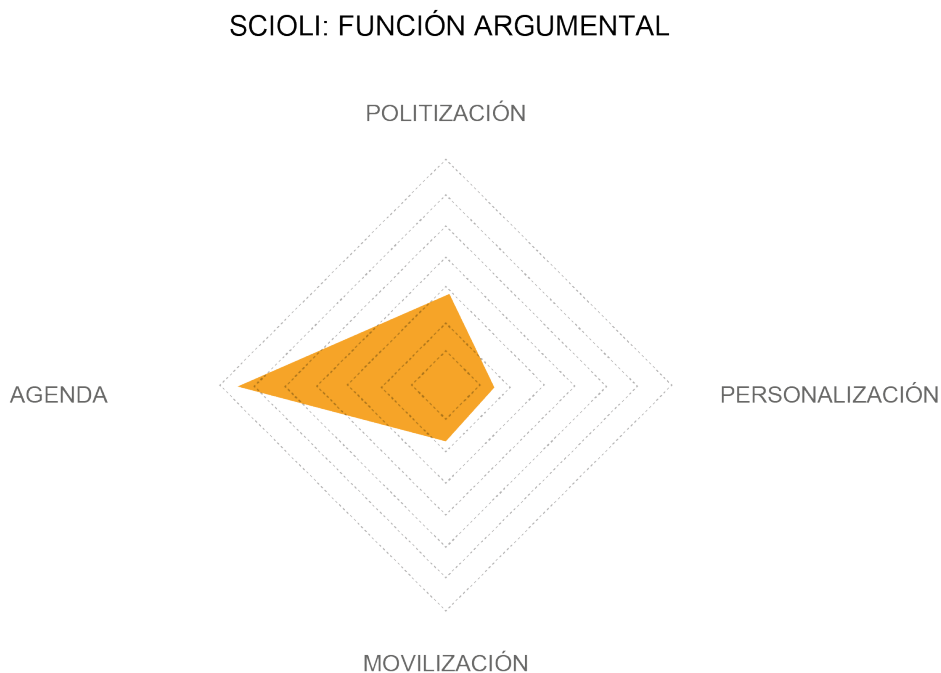 SCIOLI: FUNCIÓN ARGUMENTAL
POLITIZACIÓN
AGENDA
PERSONALIZACIÓN
MOVILIZACIÓN